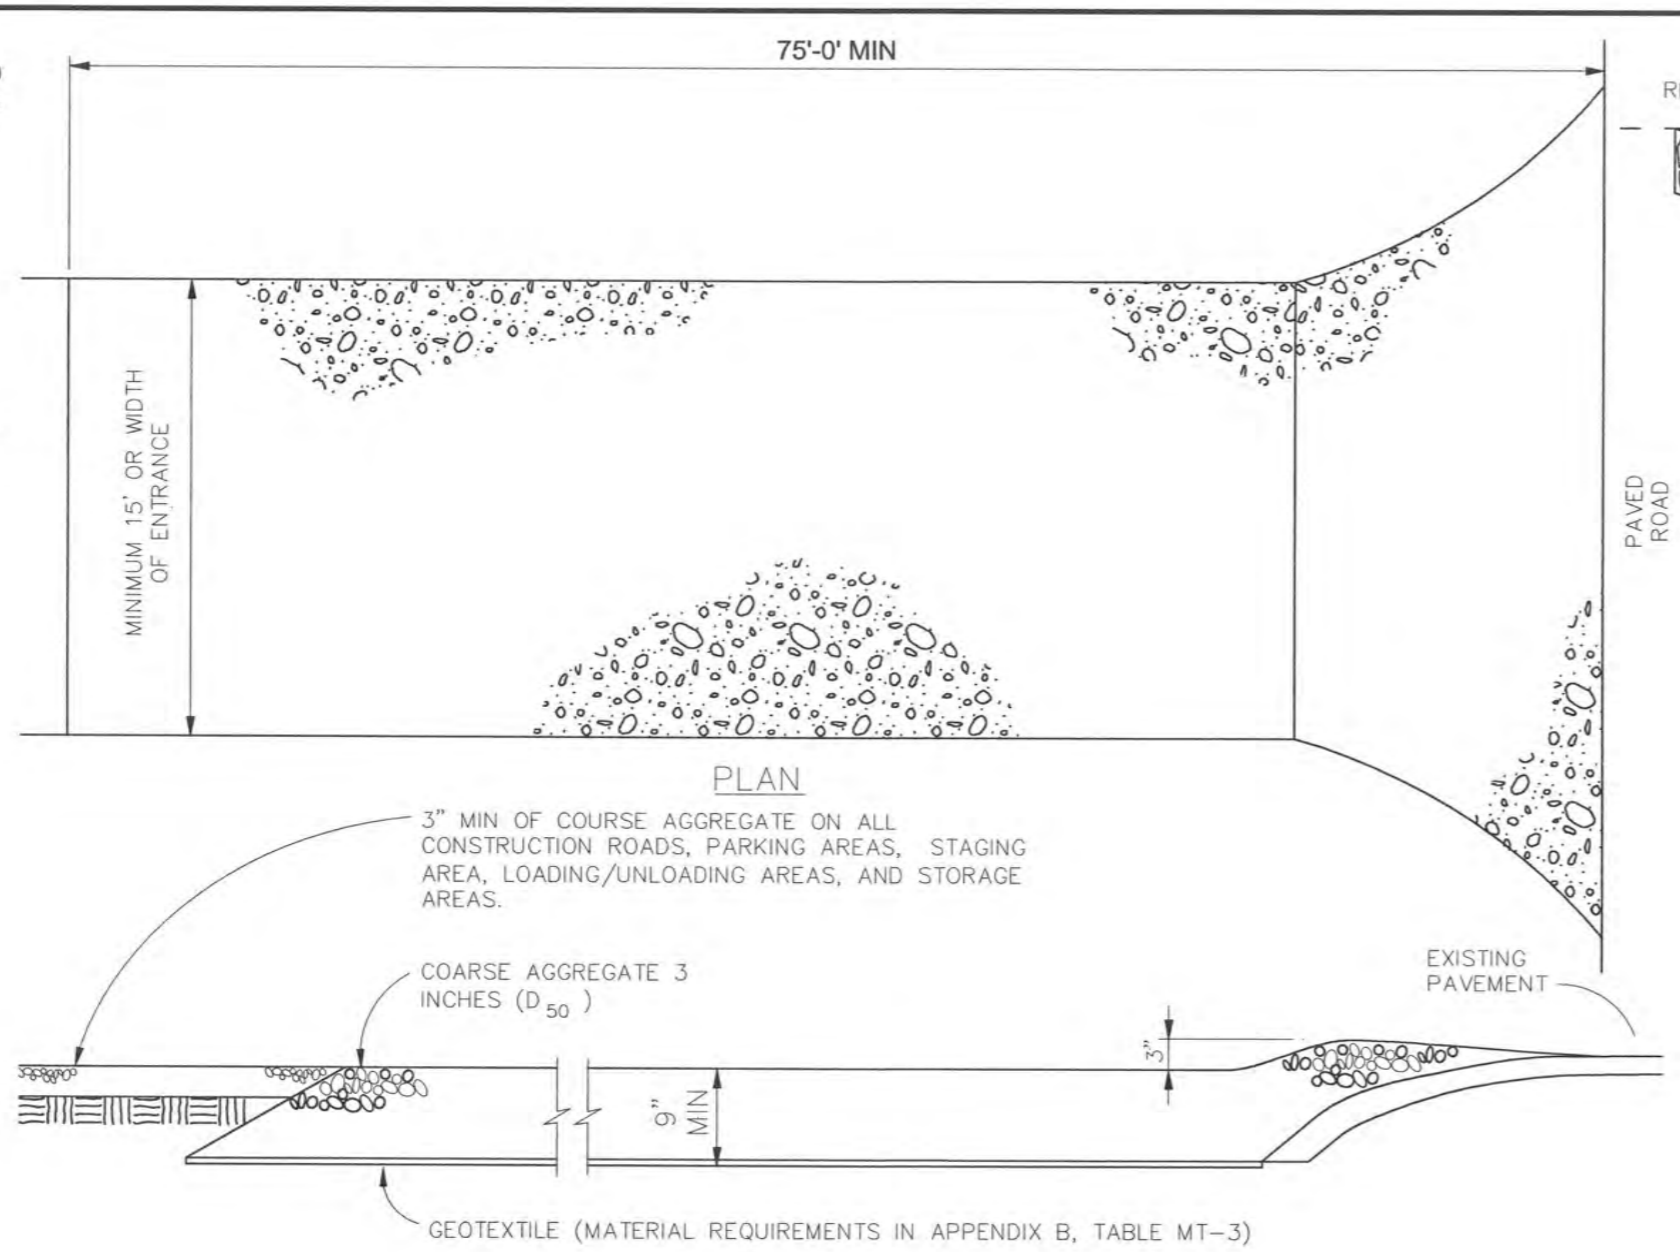 75'-0' MIN
MINIMUM 15' OR WIDTH
OF ENTRANCE
PAVED
ROAD
PLAN
3" MIN OF COURSE AGGREGATE ON ALL
CONSTRUCTION ROADS, PARKING AREAS, STAGING
AREA, LOADING/UNLOADING AREAS, AND STORAGE
AREAS.
COARSE AGGREGATE 3
INCHES (D50)
EXISTING
PAVEMENT
3"
9"
MIN
GEOTEXTILE (MATERIAL REQUIREMENTS IN APPENDIX B, TABLE MT-3)